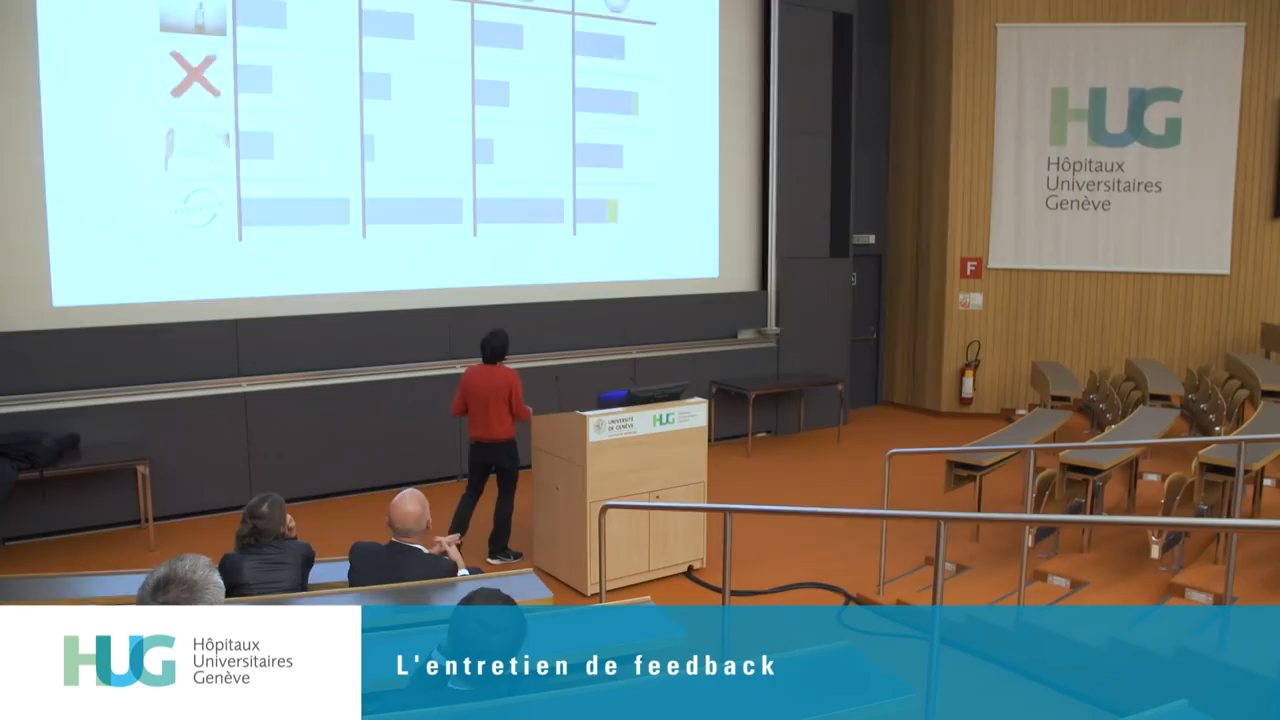 HUG
Hôpitaux
Universitaires
Genève
F
UNIVERSITÉ
DE GENÈVE
HUG
HUG
Hôpitaux
Universitaires
Genève
L'entretien de feedback